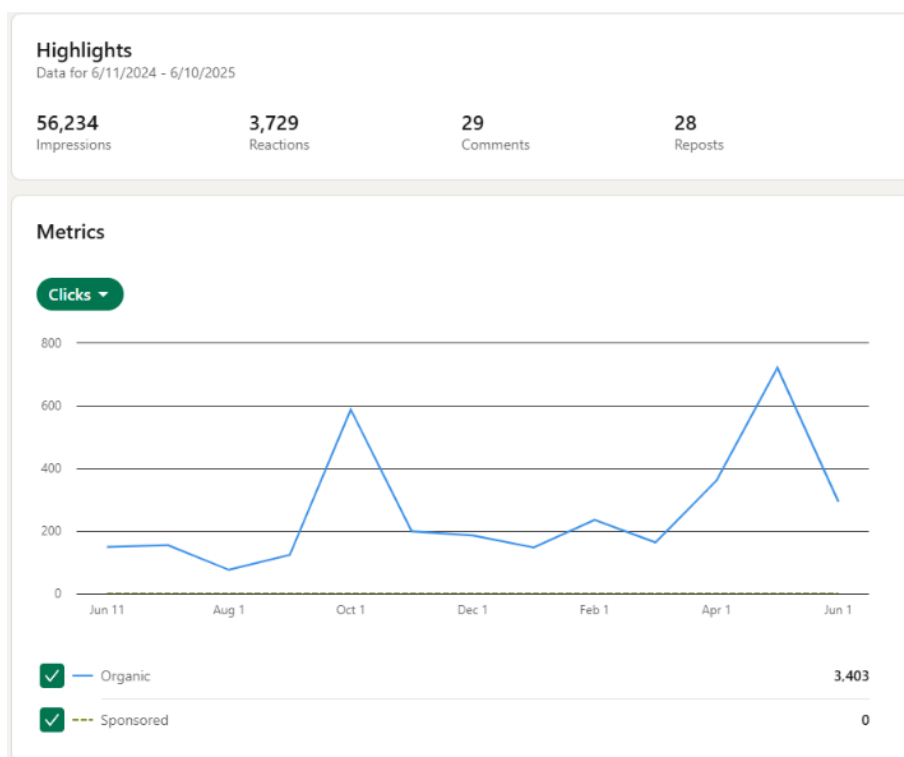 Highlights
Data for 6/11/2024 - 6/10/2025
56,234 3,729 29 28
Impressions Reactions Comments Reposts
Metrics
Clicks
800
600
400
200
0
Jun 11 Aug 1 Oct 1 Dec 1 Feb 1 Apr 1 Jun 1
Organic 3,403
Sponsored 0